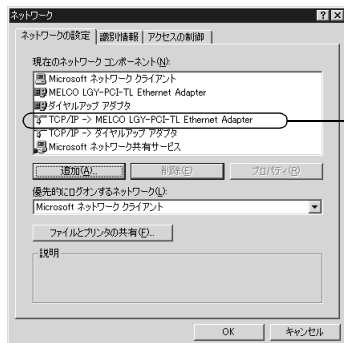 ネットワーク
ネットワークの設定 識別情報 アクセスの制御
現在のネットワーク コンポーネント(N):
Microsoft ネットワーク クライアント
MELCO LGY-PCI-TL Ethernet Adapter
ダイヤルアップ アダプタ
TCP/IP -> MELCO LGY-PCI-TL Ethernet Adapter
TCP/IP -> ダイヤルアップ アダプタ
Microsoft ネットワーク共有サービス
追加(A)... 削除(E) プロパティ(R)
優先的にログオンするネットワーク(L):
Microsoft ネットワーク クライアント
ファイルとプリンタの共有(F)...
説明
OK キャンセル